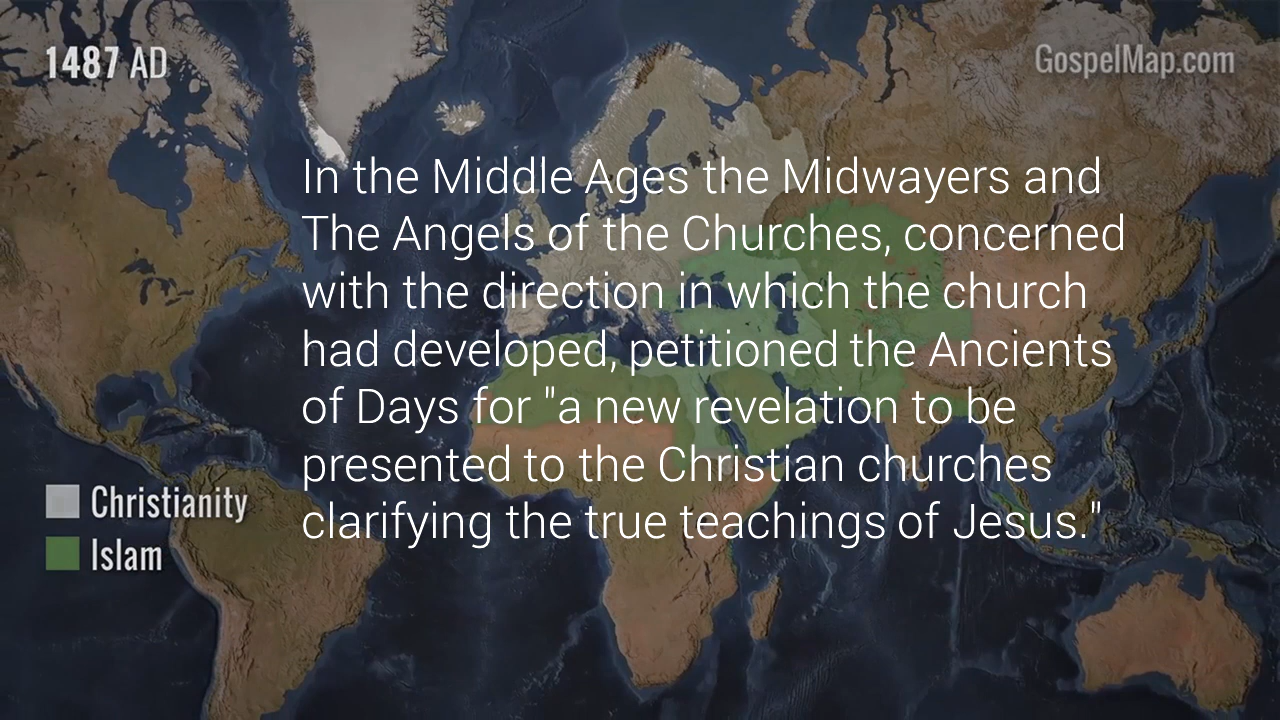 1487 AD
GospelMap.com
In the Middle Ages the Midwayers and
The Angels of the Churches, concerned
with the direction in which the church
had developed, petitioned the Ancients
of Days for "a new revelation to be
presented to the Christian churches
clarifying the true teachings of Jesus."
Christianity
Islam